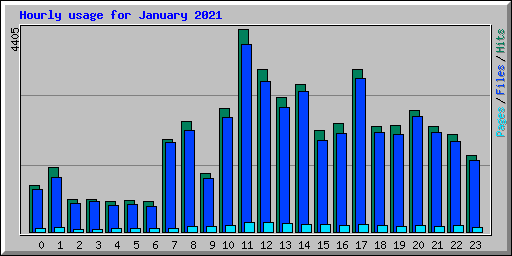 Hourly usage for January 2021
4405
Pages/Files/Hits
0 1 2 3 4 5 6 7 8 9 10 11 12 13 14 15 16 17 18 19 20 21 22 23